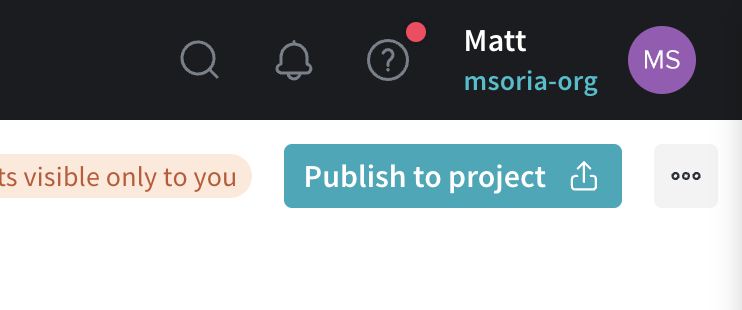 Matt
msoria-org
MS
ts visible only to you
Publish to project